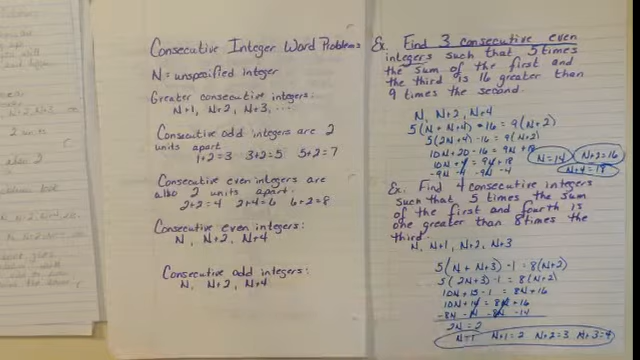 Consecutive Integer Word Problems
N = unspecified integer
Greater consecutive integers:
N+1, N+2, N+3, ...
Consecutive odd integers are 2
units apart
1+2=3 3+2=5 5+2=7
Consecutive even integers are
also 2 units apart.
2+2=4 2+4=6 6+2=8
Consecutive even integers:
N, N+2, N+4
Consecutive odd integers:
N, N+2, N+4
Ex. Find 3 consecutive even
integers such that 5 times
the sum of the first and
the third is 16 greater than
9 times the second.
N, N+2, N+4
5(N+N+4)-16=9(N+2)
5(2N+4)-16=9(N+2)
10N+20-16=9N+18
10N+4=9N+18
-9N-4 -9N-4
N=14 N+2=16
N+4=18
Ex. Find 4 consecutive integers
such that 5 times the sum
of the first and fourth is
one greater than 8 times the
third.
N, N+1, N+2, N+3
5(N+N+3)-1=8(N+2)
5(2N+3)-1=8(N+2)
10N+15-1=8N+16
10N+14=8N+16
-8N-14 -8N-14
2N=2
N=1 N+1=2 N+2=3 N+3=4
2 units